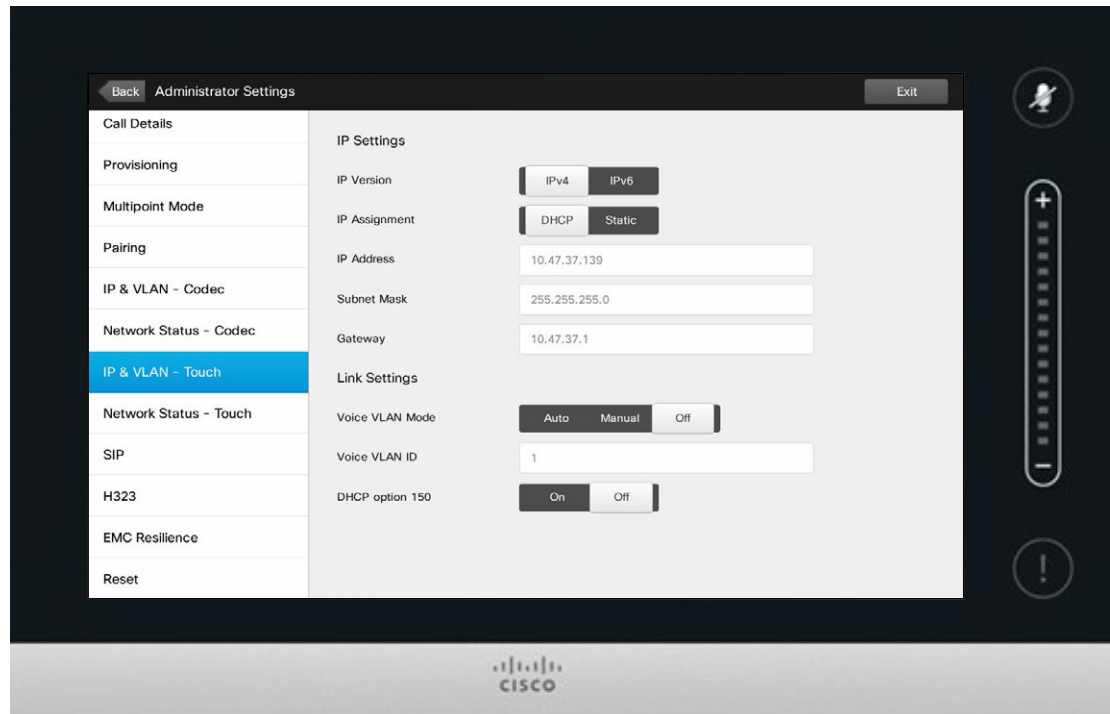 Back Administrator Settings Exit
Call Details
Provisioning
Multipoint Mode
Pairing
IP & VLAN - Codec
Network Status - Codec
IP & VLAN - Touch
Network Status - Touch
SIP
H323
EMC Resilience
Reset
IP Settings
IP Version IPv4 IPv6
IP Assignment DHCP Static
IP Address 10.47.37.139
Subnet Mask 255.255.255.0
Gateway 10.47.37.1
Link Settings
Voice VLAN Mode Auto Manual Off
Voice VLAN ID 1
DHCP option 150 On Off
+
−
!
CISCO